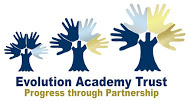 Evolution Academy Trust
Progress through Partnership